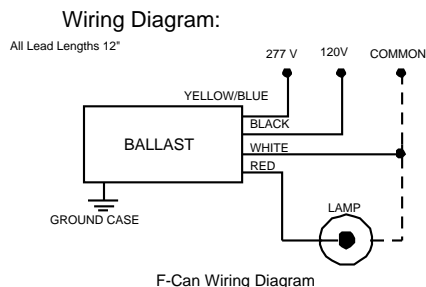 Wiring Diagram:
All Lead Lengths 12"
277 V
120V
COMMON
YELLOW/BLUE
BLACK
BALLAST
WHITE
RED
GROUND CASE
LAMP
F-Can Wiring Diagram